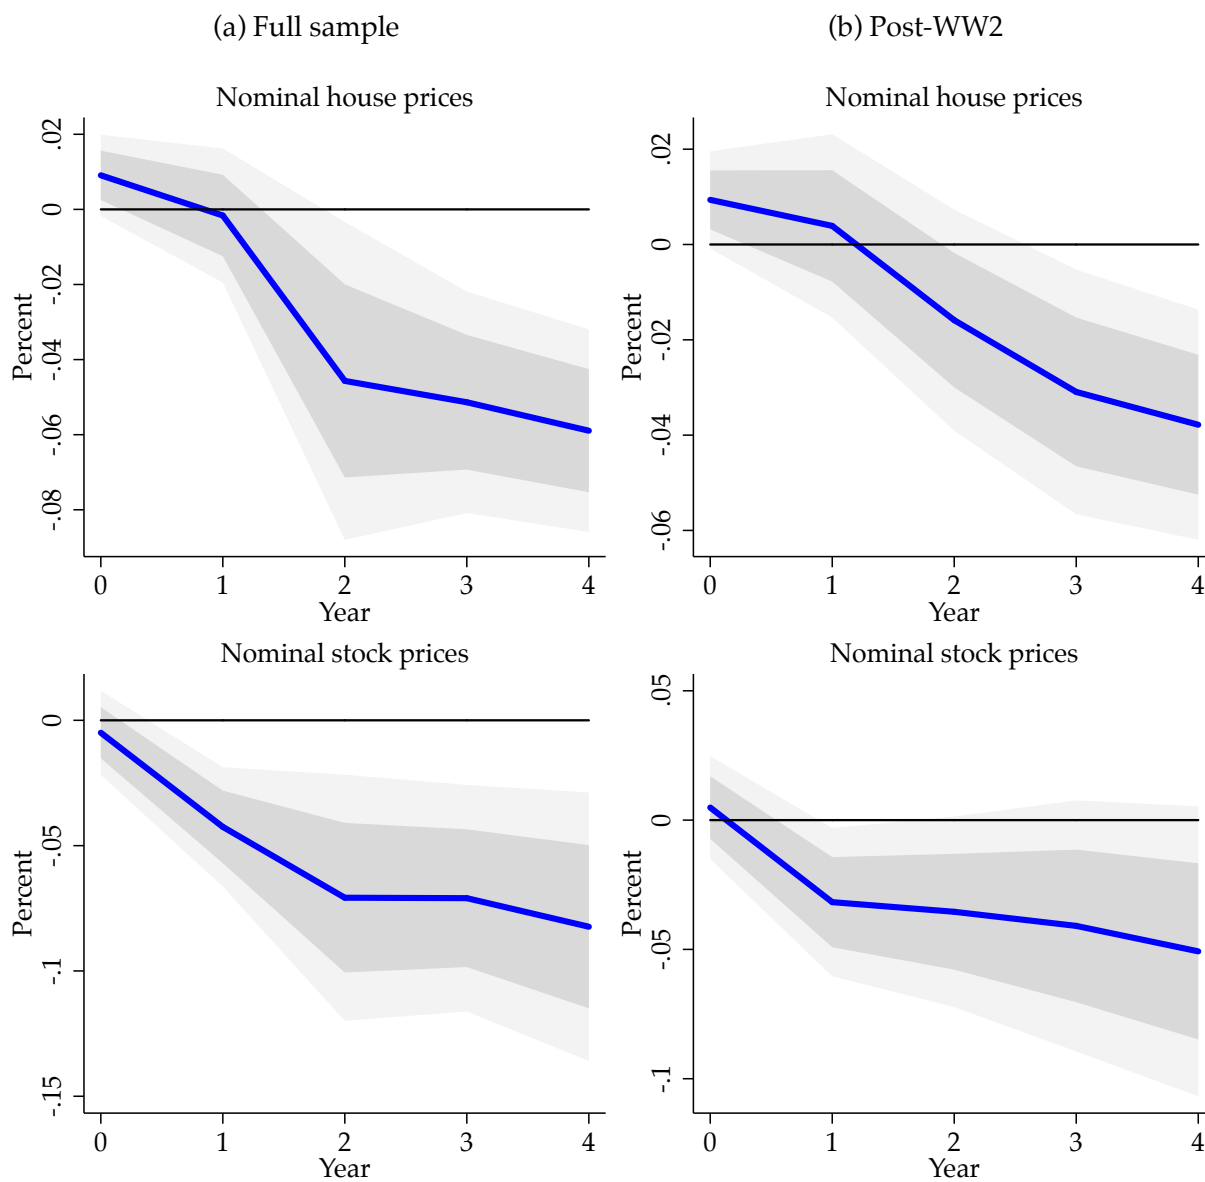 (a) Full sample
(b) Post-WW2
Nominal house prices
Percent
.02
0
-.02
-.04
-.06
-.08
0 1 2 3 4
Year
Nominal house prices
Percent
.02
0
-.02
-.04
-.06
0 1 2 3 4
Year
Nominal stock prices
Percent
0
-.05
-.1
-.15
0 1 2 3 4
Year
Nominal stock prices
Percent
.05
0
-.05
-.1
0 1 2 3 4
Year